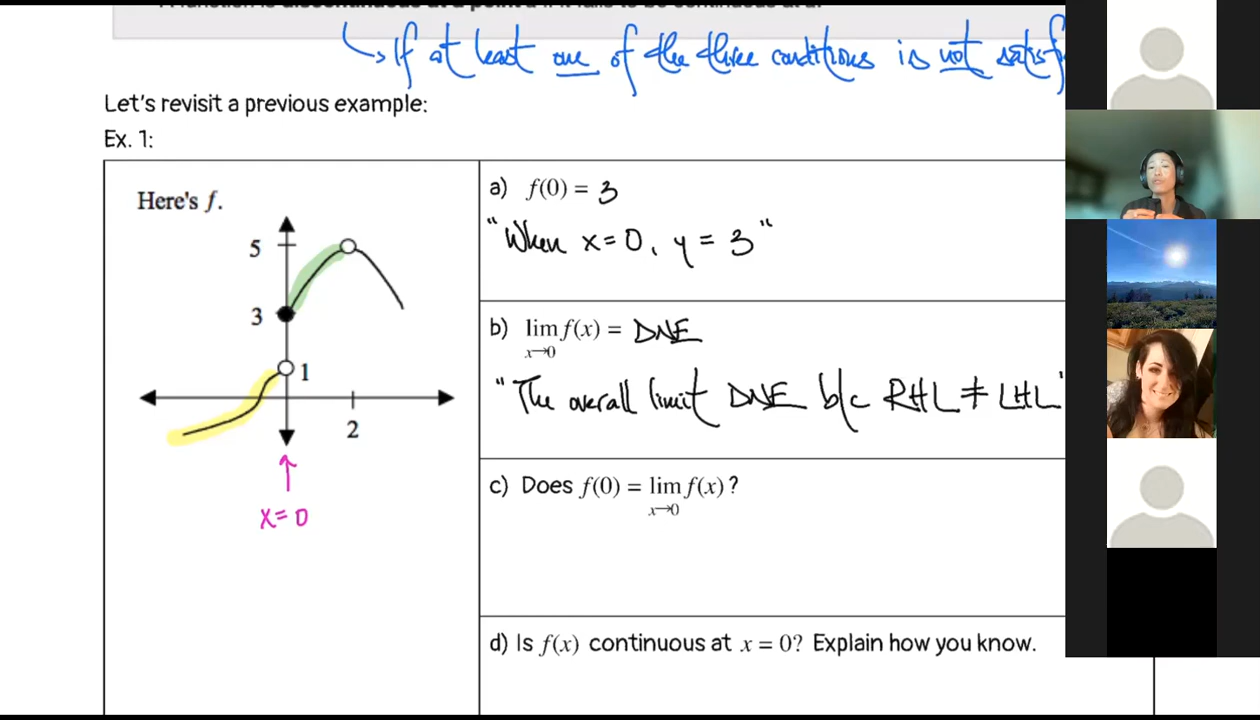 ↳ If at least one of the three conditions is not
Let's revisit a previous example:
Ex. 1:
Here's f.
5
3
1
2
↑
x=0
a) f(0) = 3
"When x=0, y = 3"
b) lim f(x) = DNE
x→0
"The overall limit DNE b/c RHL ≠ LHL"
c) Does f(0) = lim f(x) ?
x→0
d) Is f(x) continuous at x = 0? Explain how you know.